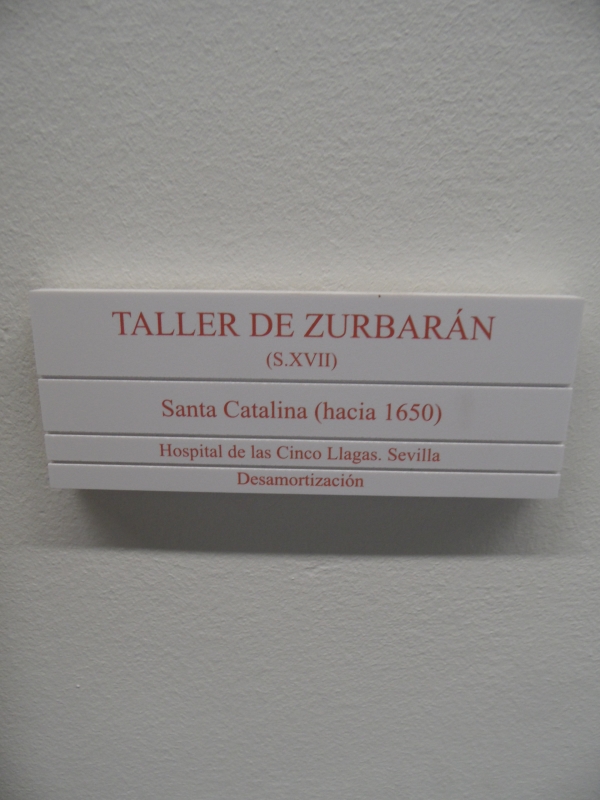 TALLER DE ZURBARÁN
(S.XVII)
Santa Catalina (hacia 1650)
Hospital de las Cinco Llagas. Sevilla
Desamortización